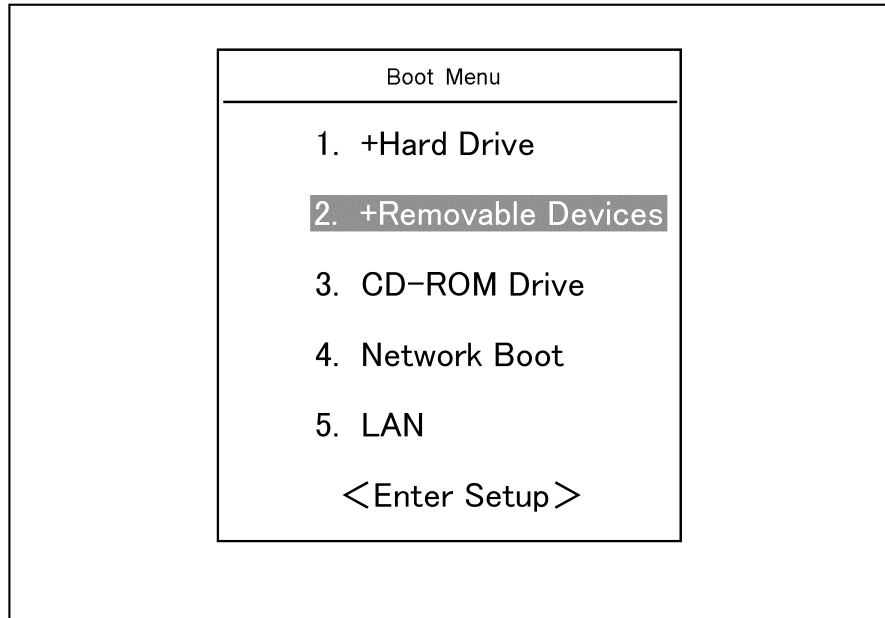 Boot Menu
1. +Hard Drive
2. +Removable Devices
3. CD-ROM Drive
4. Network Boot
5. LAN
<Enter Setup>